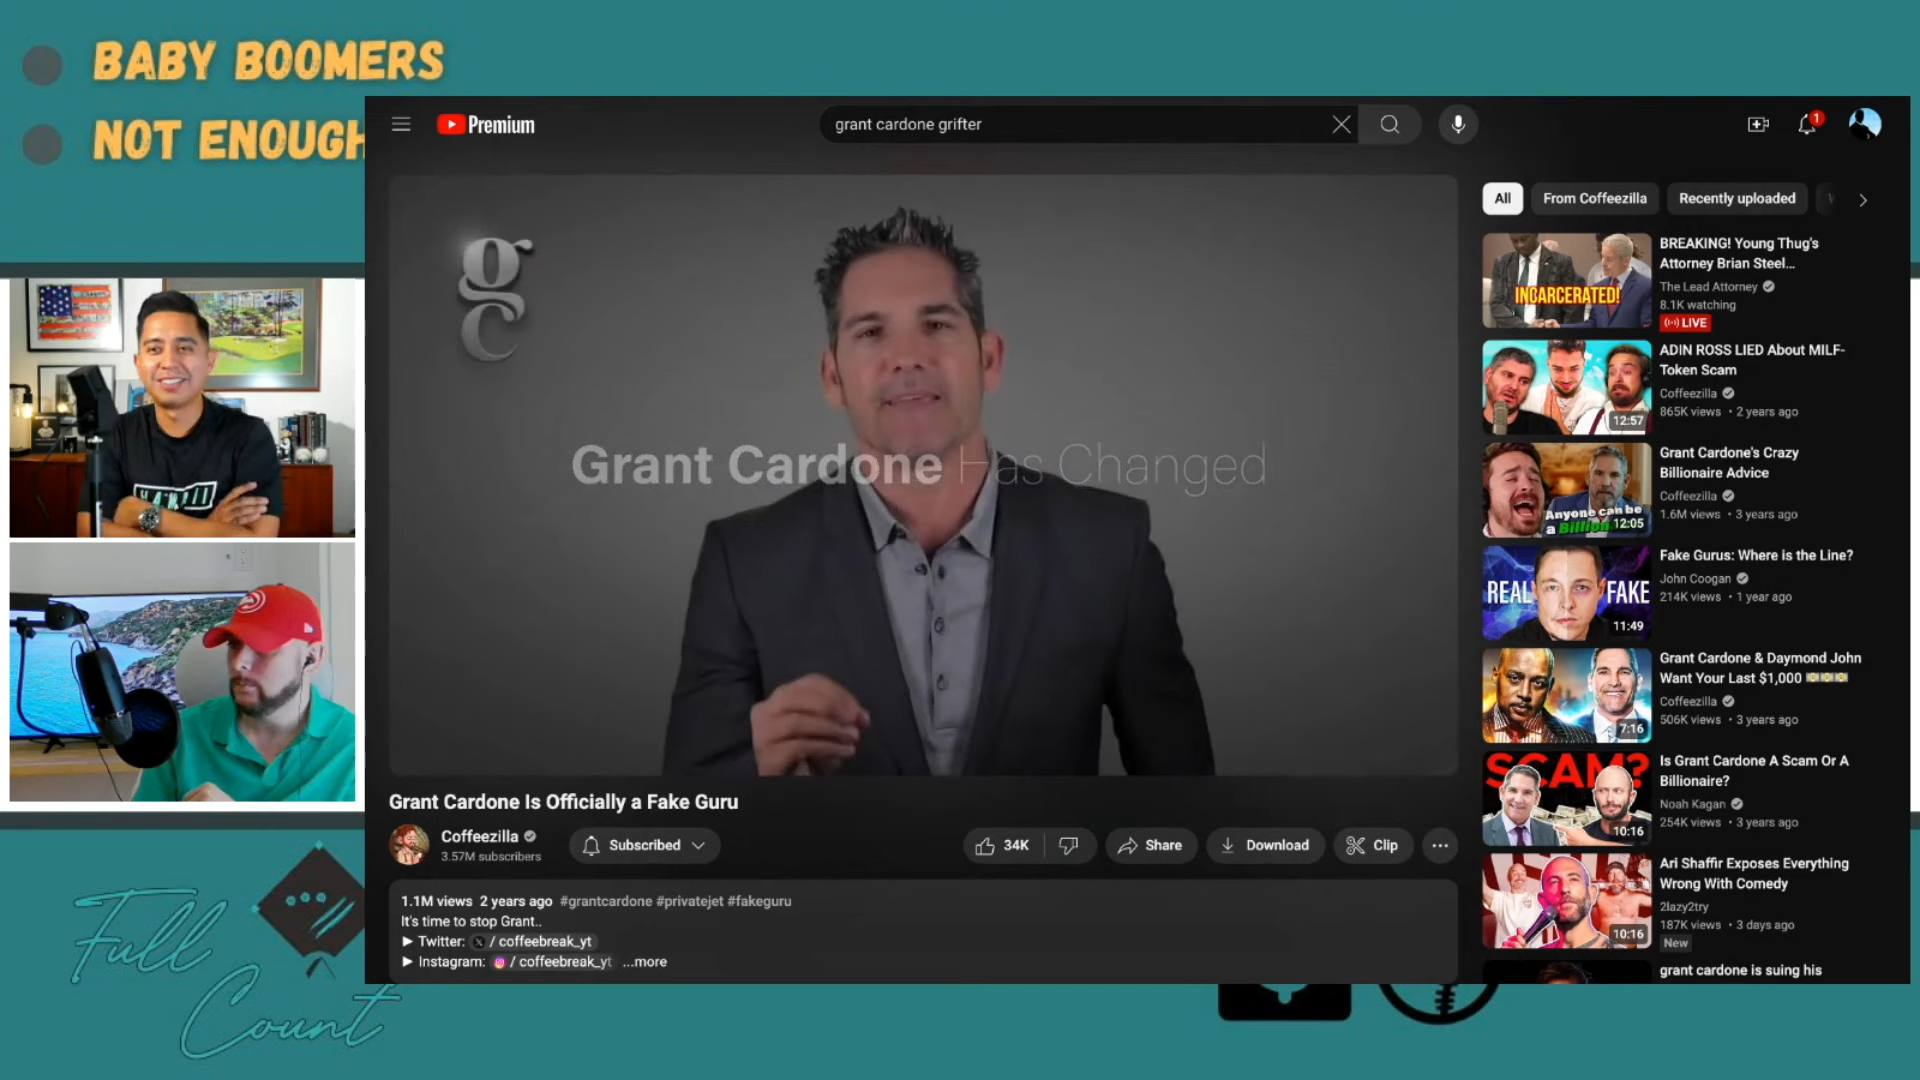 BABY BOOMERS
NOT ENOUGH
Premium
grant cardone grifter
1
gc
Grant Cardone Has Changed
Grant Cardone Is Officially a Fake Guru
Coffeezilla
3.57M subscribers
Subscribed
34K
Share
Download
Clip
1.1M views 2 years ago #grantcardone #privatejet #fakeguru
It's time to stop Grant..
► Twitter: / coffeebreak_yt
► Instagram: / coffeebreak_yt ...more
All
From Coffeezilla
Recently uploaded
INCARCERATED!
BREAKING! Young Thug's
Attorney Brian Steel...
The Lead Attorney
8.1K watching
LIVE
12:57
ADIN ROSS LIED About MILF-
Token Scam
Coffeezilla
865K views • 2 years ago
Anyone can be
a Billion
12:05
Grant Cardone's Crazy
Billionaire Advice
Coffeezilla
1.6M views • 3 years ago
REAL FAKE
11:49
Fake Gurus: Where is the Line?
John Coogan
214K views • 1 year ago
7:16
Grant Cardone & Daymond John
Want Your Last $1,000
Coffeezilla
506K views • 3 years ago
SCAM?
10:16
Is Grant Cardone A Scam Or A
Billionaire?
Noah Kagan
254K views • 3 years ago
10:16
Ari Shaffir Exposes Everything
Wrong With Comedy
2lazy2try
187K views • 3 days ago
New
grant cardone is suing his
Full
Count